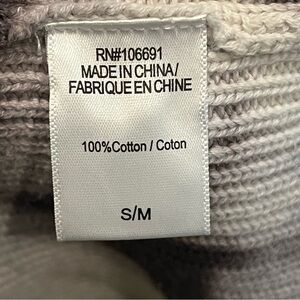 RN#106691
MADE IN CHINA/
FABRIQUE EN CHINE
100%Cotton / Coton
S/M